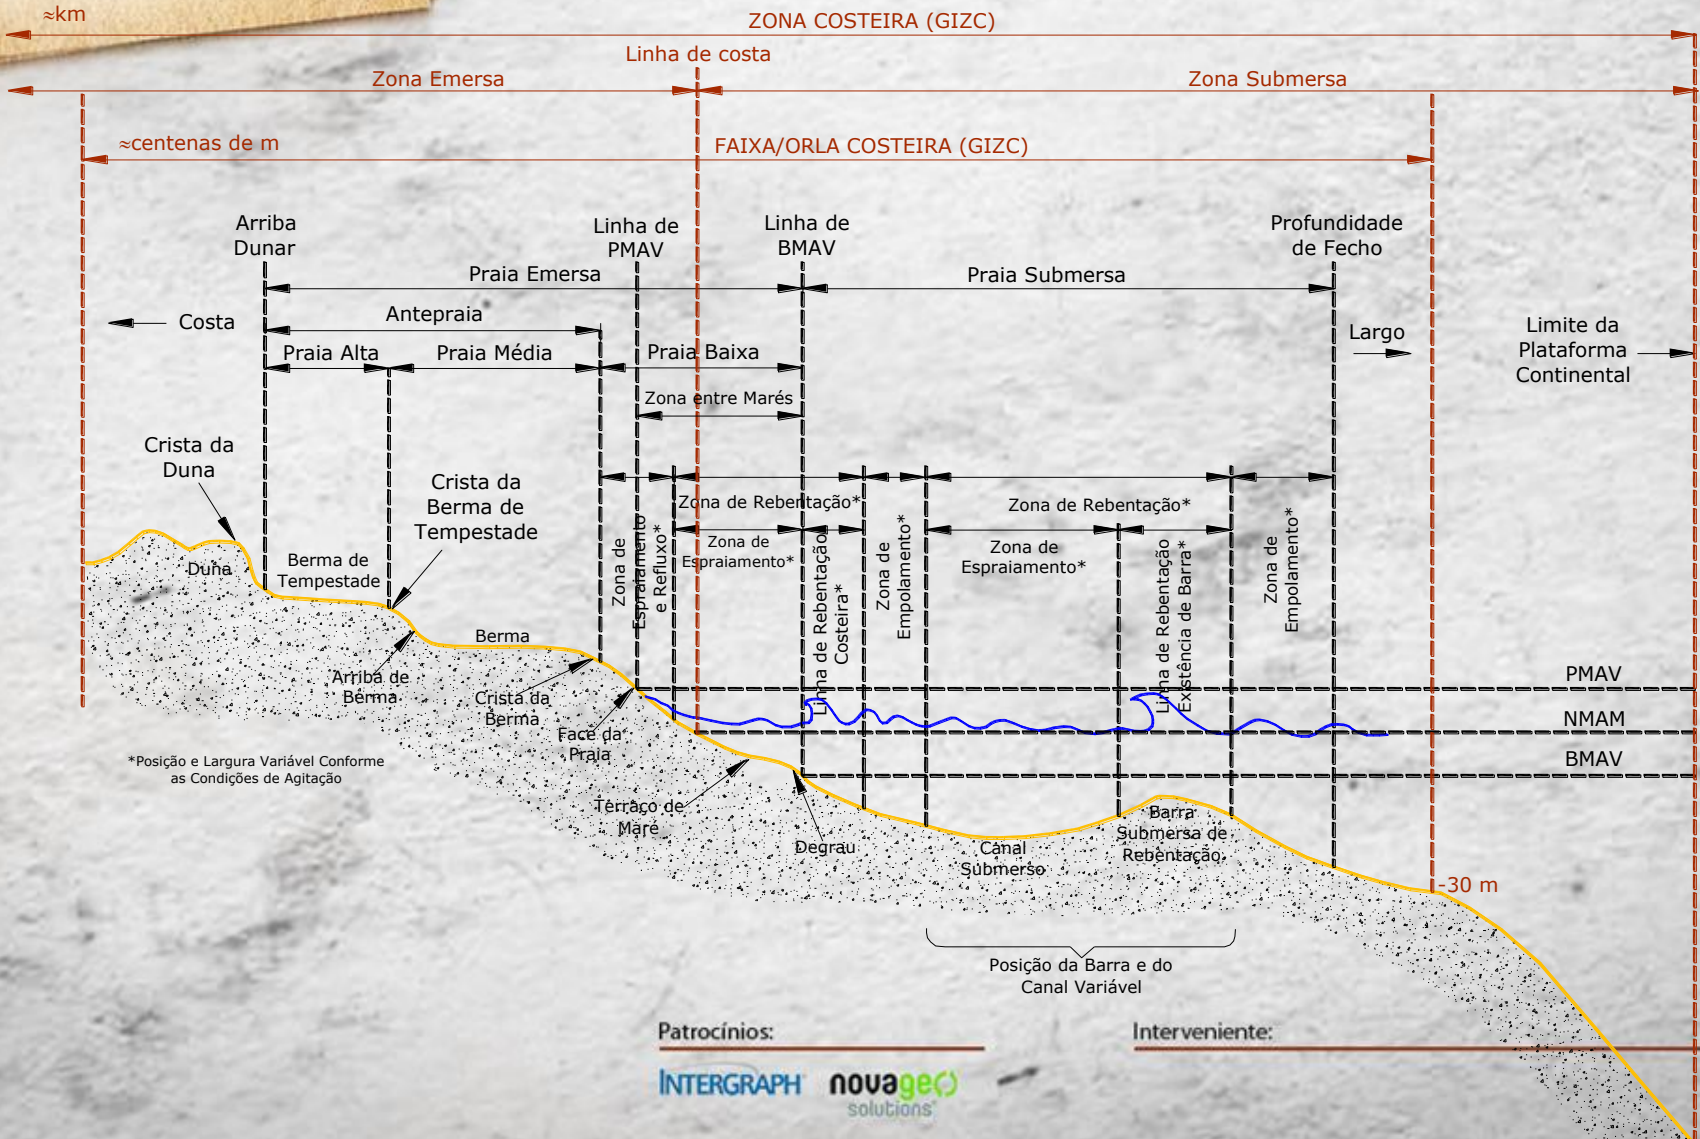 ≈km
ZONA COSTEIRA (GIZC)
Linha de costa
Zona Emersa
Zona Submersa
≈centenas de m
FAIXA/ORLA COSTEIRA (GIZC)
Arriba
Dunar
Linha de
PMAV
Linha de
BMAV
Profundidade
de Fecho
Praia Emersa
Praia Submersa
Costa
Antepraia
Largo
Limite da
Plataforma
Continental
Praia Alta
Praia Média
Praia Baixa
Zona entre Marés
Crista da
Duna
Crista da
Berma de
Tempestade
Zona de
Espraiamento
e Refluxo*
Zona de Rebentação*
Zona de
Espraiamento*
Linha de Rebentação
Costeira*
Zona de
Empolamento*
Zona de Rebentação*
Zona de
Espraiamento*
Linha de Rebentação
Existência de Barra*
Zona de
Empolamento*
Duna
Berma de
Tempestade
Berma
Arriba de
Berma
Crista da
Berma
Face da
Praia
PMAV
NMAM
BMAV
*Posição e Largura Variável Conforme
as Condições de Agitação
Terraço de
Maré
Degrau
Canal
Submerso
Barra
Submersa de
Rebentação
-30 m
Posição da Barra e do
Canal Variável
Patrocínios:
Interveniente:
INTERGRAPH
novageo
solutions